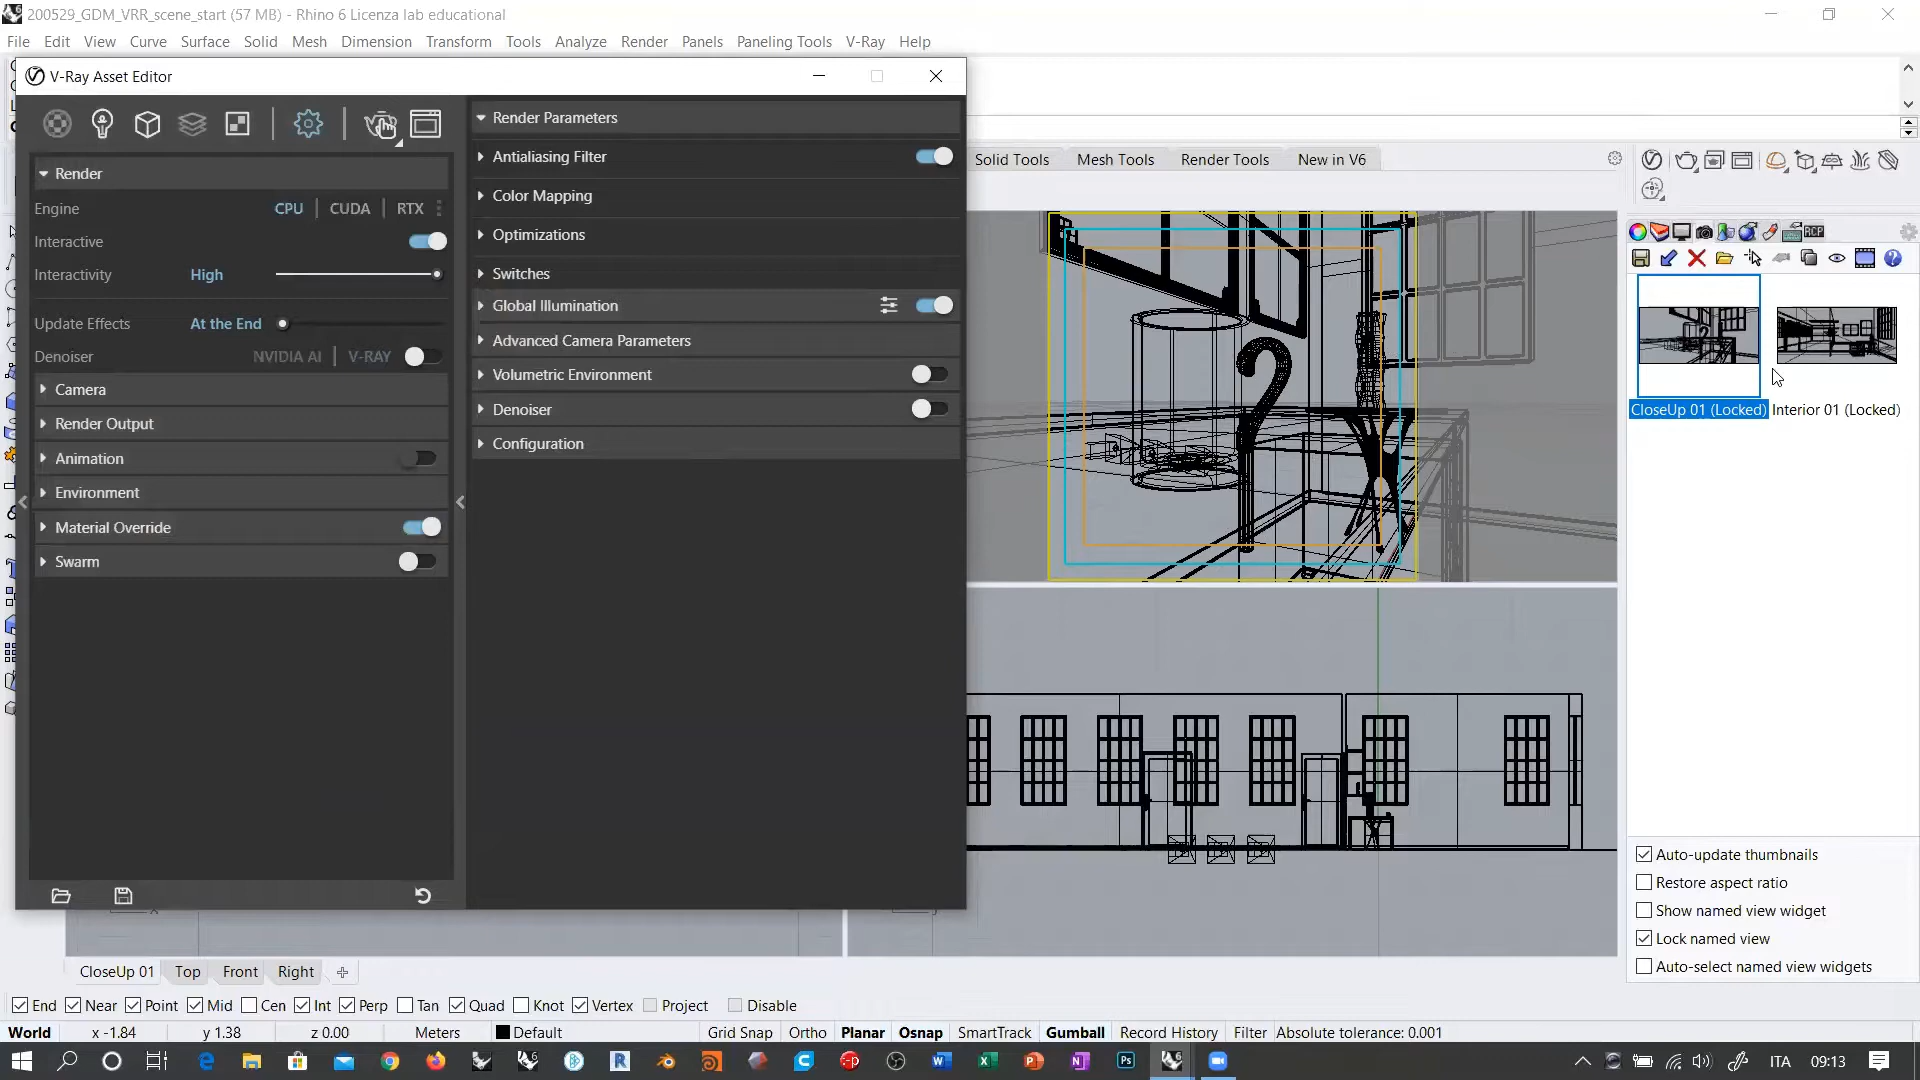 200529_GDM_VRR_scene_start (57 MB) - Rhino 6 Licenza lab educational
File Edit View Curve Surface Solid Mesh Dimension Transform Tools Analyze Render Panels Paneling Tools V-Ray Help
V-Ray Asset Editor
Render
Engine CPU CUDA RTX
Interactive
Interactivity High
Update Effects At the End
Denoiser NVIDIA AI V-RAY
Camera
Render Output
Animation
Environment
Material Override
Swarm
Render Parameters
Antialiasing Filter
Color Mapping
Optimizations
Switches
Global Illumination
Advanced Camera Parameters
Volumetric Environment
Denoiser
Configuration
Solid Tools Mesh Tools Render Tools New in V6
RCP
CloseUp 01 (Locked) Interior 01 (Locked)
Auto-update thumbnails
Restore aspect ratio
Show named view widget
Lock named view
Auto-select named view widgets
CloseUp 01 Top Front Right
End Near Point Mid Cen Int Perp Tan Quad Knot Vertex Project Disable
World x -1.84 y 1.38 z 0.00 Meters Default Grid Snap Ortho Planar Osnap SmartTrack Gumball Record History Filter Absolute tolerance: 0.001
ITA 09:13